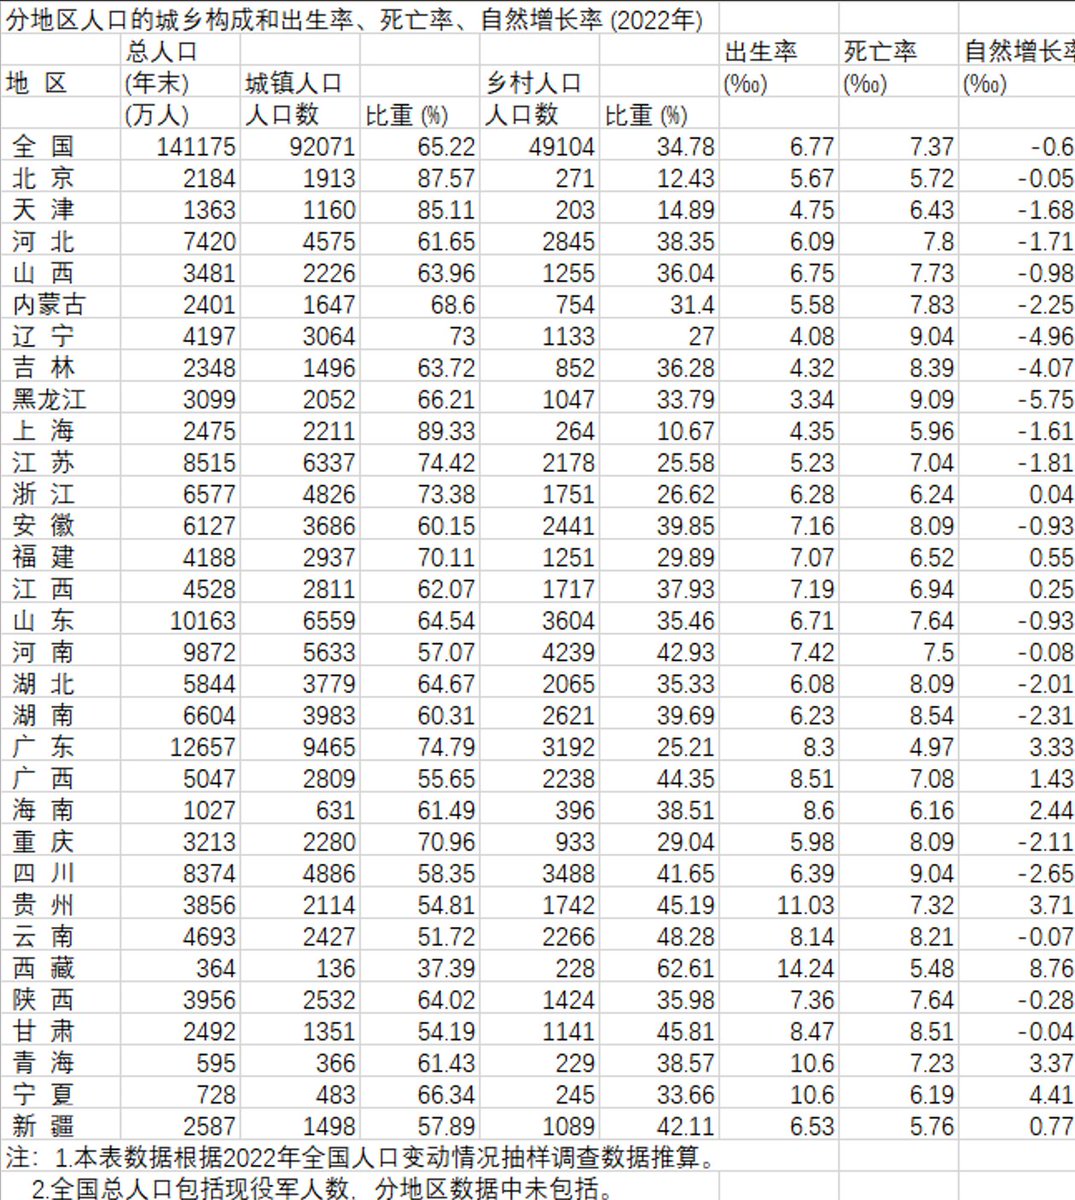 分地区人口的城乡构成和出生率、死亡率、自然增长率 (2022年)
总人口 出生率 死亡率 自然增长率
地 区 (年末) 城镇人口 乡村人口 (‰) (‰) (‰)
(万人) 人口数 比重 (%) 人口数 比重 (%)
全 国 141175 92071 65.22 49104 34.78 6.77 7.37 -0.6
北 京 2184 1913 87.57 271 12.43 5.67 5.72 -0.05
天 津 1363 1160 85.11 203 14.89 4.75 6.43 -1.68
河 北 7420 4575 61.65 2845 38.35 6.09 7.8 -1.71
山 西 3481 2226 63.96 1255 36.04 6.75 7.73 -0.98
内蒙古 2401 1647 68.6 754 31.4 5.58 7.83 -2.25
辽 宁 4197 3064 73 1133 27 4.08 9.04 -4.96
吉 林 2348 1496 63.72 852 36.28 4.32 8.39 -4.07
黑龙江 3099 2052 66.21 1047 33.79 3.34 9.09 -5.75
上 海 2475 2211 89.33 264 10.67 4.35 5.96 -1.61
江 苏 8515 6337 74.42 2178 25.58 5.23 7.04 -1.81
浙 江 6577 4826 73.38 1751 26.62 6.28 6.24 0.04
安 徽 6127 3686 60.15 2441 39.85 7.16 8.09 -0.93
福 建 4188 2937 70.11 1251 29.89 7.07 6.52 0.55
江 西 4528 2811 62.07 1717 37.93 7.19 6.94 0.25
山 东 10163 6559 64.54 3604 35.46 6.71 7.64 -0.93
河 南 9872 5633 57.07 4239 42.93 7.42 7.5 -0.08
湖 北 5844 3779 64.67 2065 35.33 6.08 8.09 -2.01
湖 南 6604 3983 60.31 2621 39.69 6.23 8.54 -2.31
广 东 12657 9465 74.79 3192 25.21 8.3 4.97 3.33
广 西 5047 2809 55.65 2238 44.35 8.51 7.08 1.43
海 南 1027 631 61.49 396 38.51 8.6 6.16 2.44
重 庆 3213 2280 70.96 933 29.04 5.98 8.09 -2.11
四 川 8374 4886 58.35 3488 41.65 6.39 9.04 -2.65
贵 州 3856 2114 54.81 1742 45.19 11.03 7.32 3.71
云 南 4693 2427 51.72 2266 48.28 8.14 8.21 -0.07
西 藏 364 136 37.39 228 62.61 14.24 5.48 8.76
陕 西 3956 2532 64.02 1424 35.98 7.36 7.64 -0.28
甘 肃 2492 1351 54.19 1141 45.81 8.47 8.51 -0.04
青 海 595 366 61.43 229 38.57 10.6 7.23 3.37
宁 夏 728 483 66.34 245 33.66 10.6 6.19 4.41
新 疆 2587 1498 57.89 1089 42.11 6.53 5.76 0.77
注：1.本表数据根据2022年全国人口变动情况抽样调查数据推算。
2.全国总人口包括现役军人数，分地区数据中未包括。